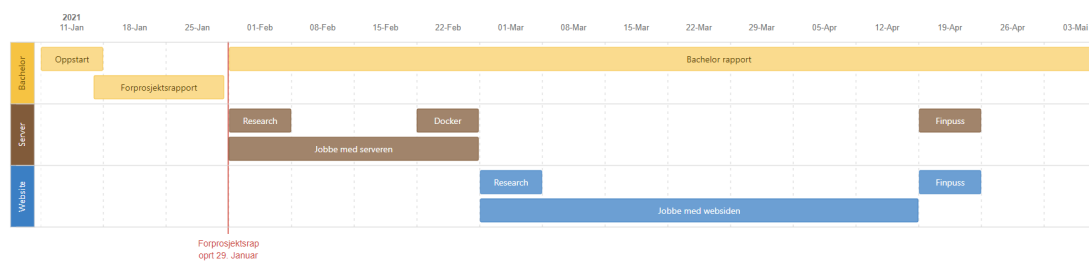 2021
11-Jan 18-Jan 25-Jan 01-Feb 08-Feb 15-Feb 22-Feb 01-Mar 08-Mar 15-Mar 22-Mar 29-Mar 05-Apr 12-Apr 19-Apr 26-Apr 03-Mai
Bachelor
Oppstart
Bachelor rapport
Forprosjektsrapport
Server
Research
Docker
Finpuss
Jobbe med serveren
Website
Research
Finpuss
Jobbe med websiden
Forprosjektsrap
oprt 29. Januar